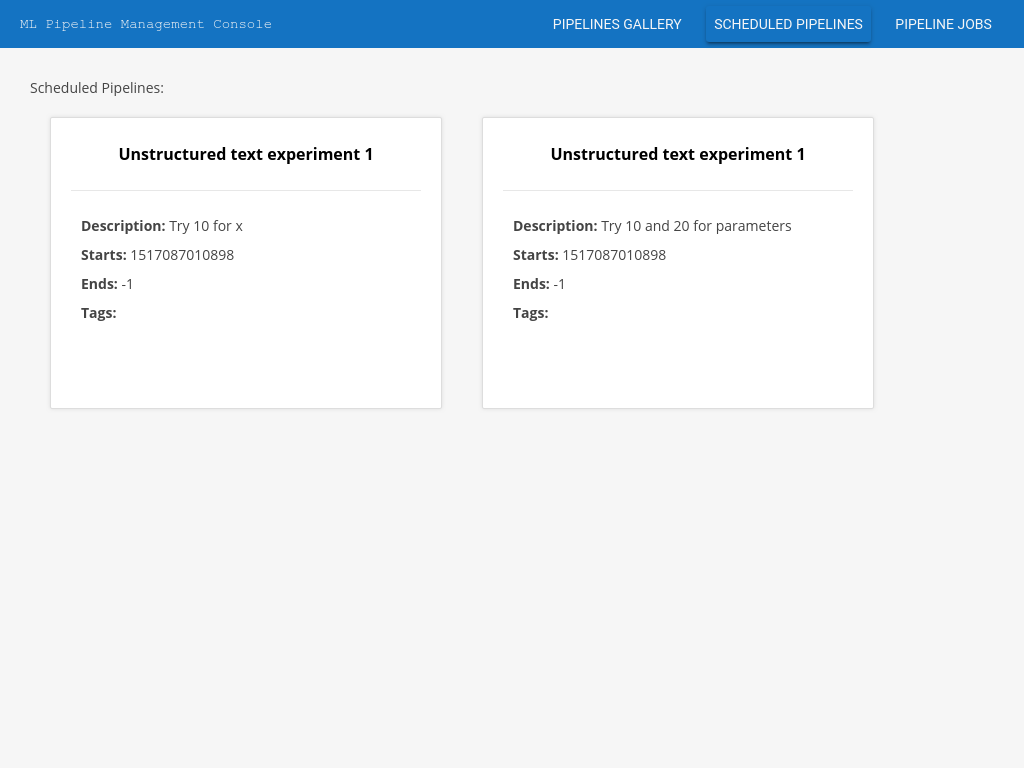 ML Pipeline Management Console
PIPELINES GALLERY
SCHEDULED PIPELINES
PIPELINE JOBS
Scheduled Pipelines:
Unstructured text experiment 1
Description: Try 10 for x
Starts: 1517087010898
Ends: -1
Tags:
Unstructured text experiment 1
Description: Try 10 and 20 for parameters
Starts: 1517087010898
Ends: -1
Tags: